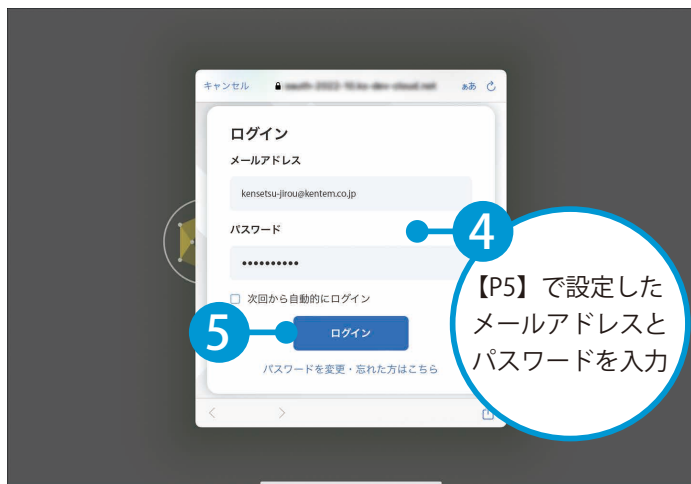 キャンセル
ぁあ
ログイン
メールアドレス
kensetsu-jirou@kentem.co.jp
パスワード
••••••••••
次回から自動的にログイン
ログイン
パスワードを変更・忘れた方はこちら
4
【P5】で設定した
メールアドレスと
パスワードを入力
5